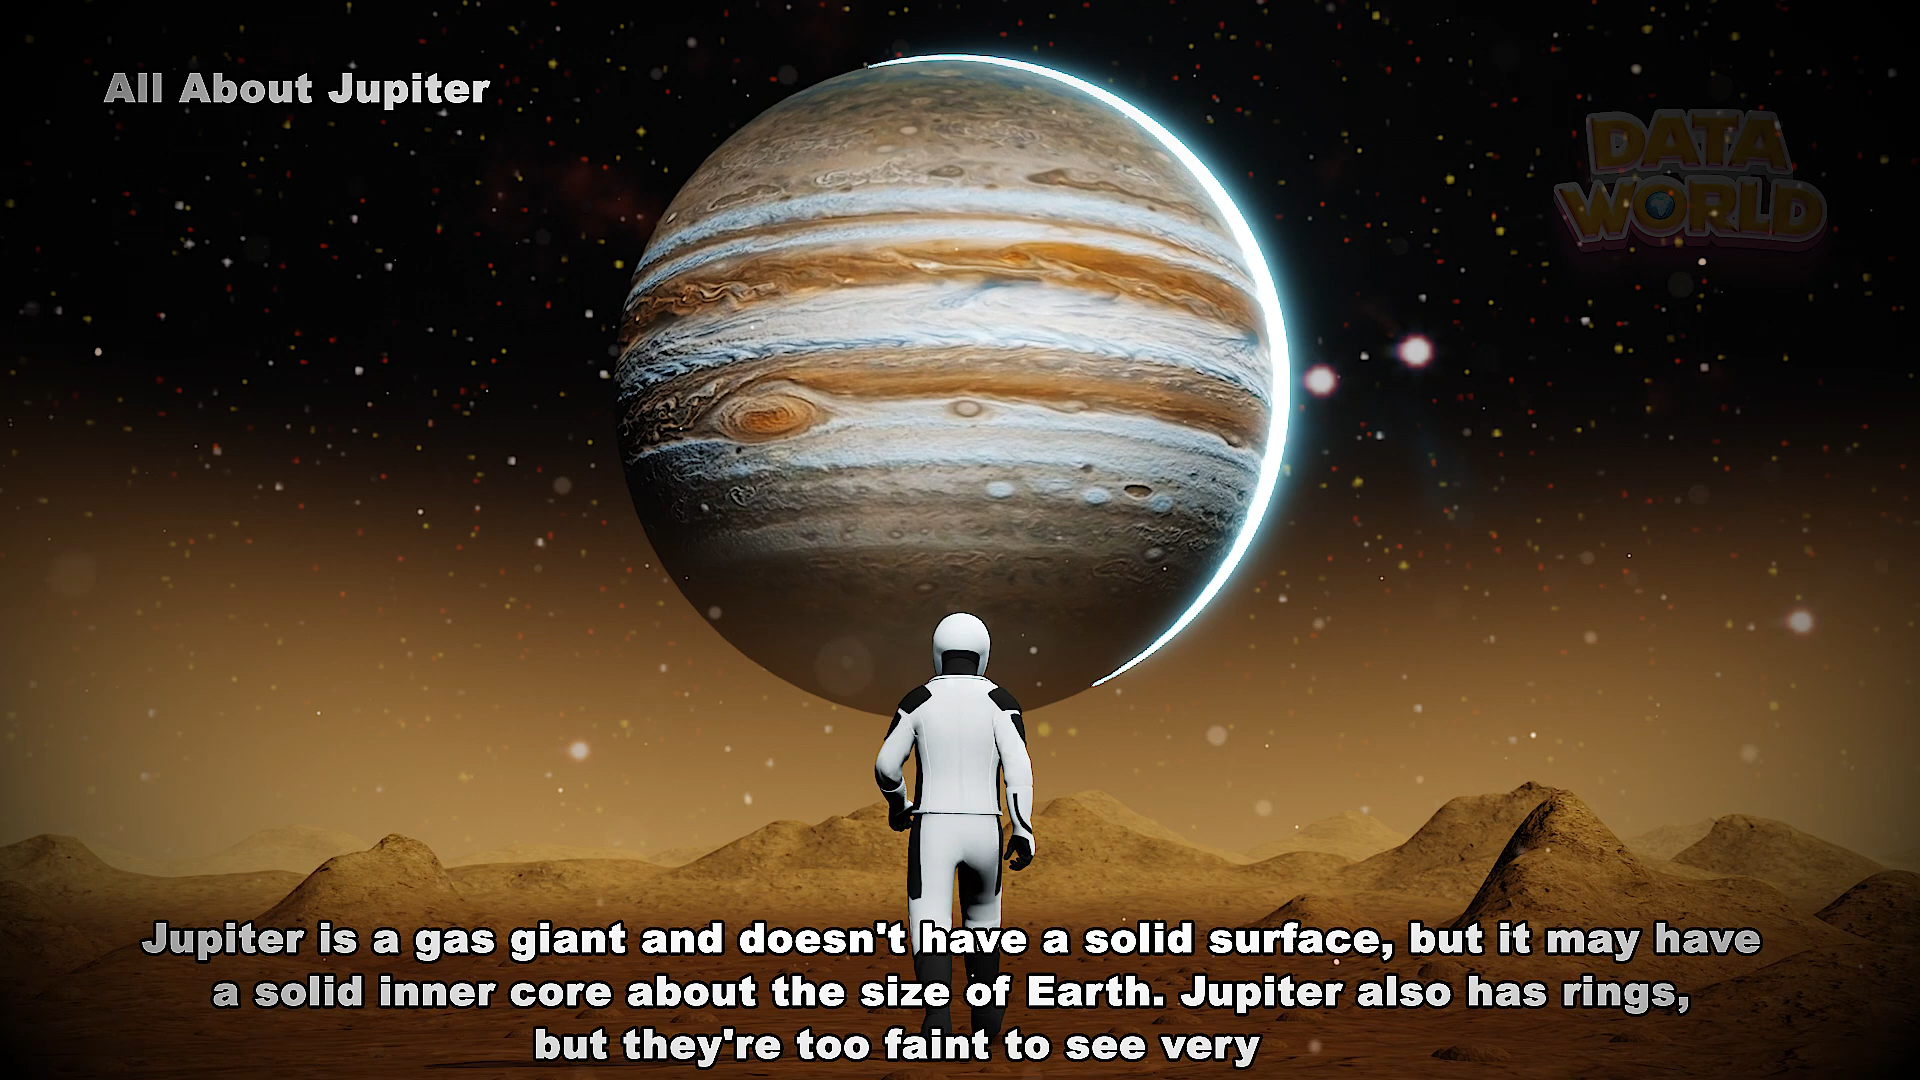 All About Jupiter
DATA
WORLD
Jupiter is a gas giant and doesn't have a solid surface, but it may have
a solid inner core about the size of Earth. Jupiter also has rings,
but they're too faint to see very